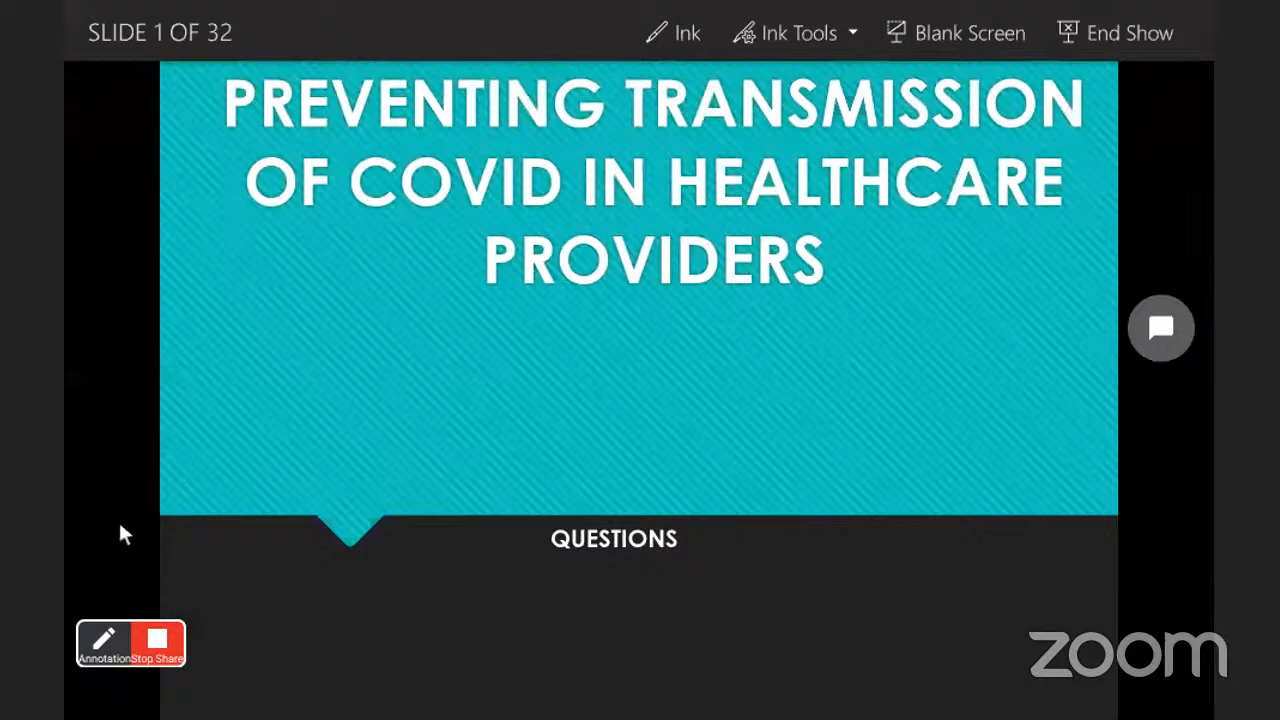 SLIDE 1 OF 32
Ink
Ink Tools
Blank Screen
End Show
PREVENTING TRANSMISSION
OF COVID IN HEALTHCARE
PROVIDERS
QUESTIONS
Annotation
Stop Share
zoom